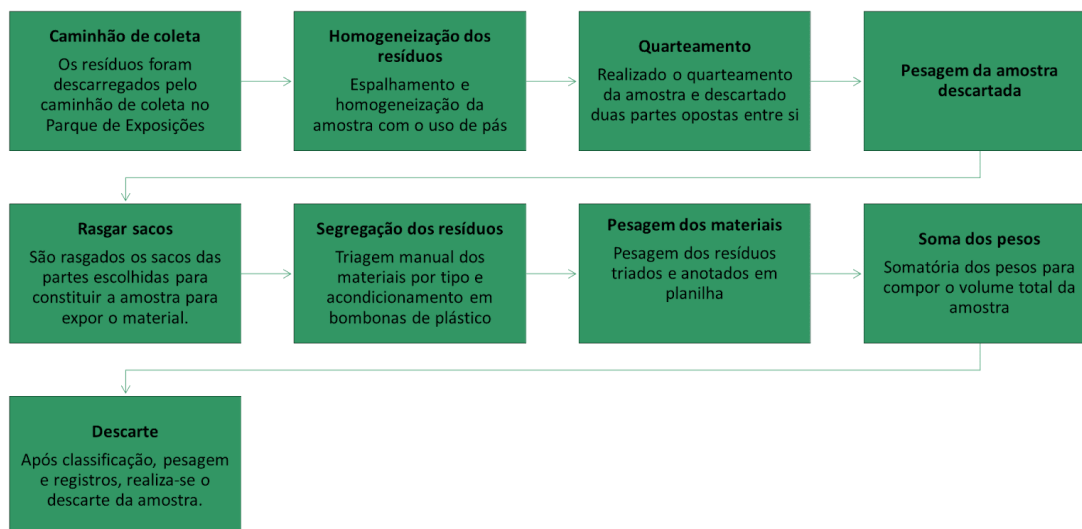 Caminhão de coleta
Os resíduos foram
descarregados pelo
caminhão de coleta no
Parque de Exposições
Homogeneização dos
resíduos
Espalhamento e
homogeneização da
amostra com o uso de pás
Quarteamento
Realizado o quarteamento
da amostra e descartado
duas partes opostas entre si
Pesagem da amostra
descartada
Rasgar sacos
São rasgados os sacos das
partes escolhidas para
constituir a amostra para
expor o material.
Segregação dos resíduos
Triagem manual dos
materiais por tipo e
acondicionamento em
bombonas de plástico
Pesagem dos materiais
Pesagem dos resíduos
triados e anotados em
planilha
Soma dos pesos
Somatória dos pesos para
compor o volume total da
amostra
Descarte
Após classificação, pesagem
e registros, realiza-se o
descarte da amostra.